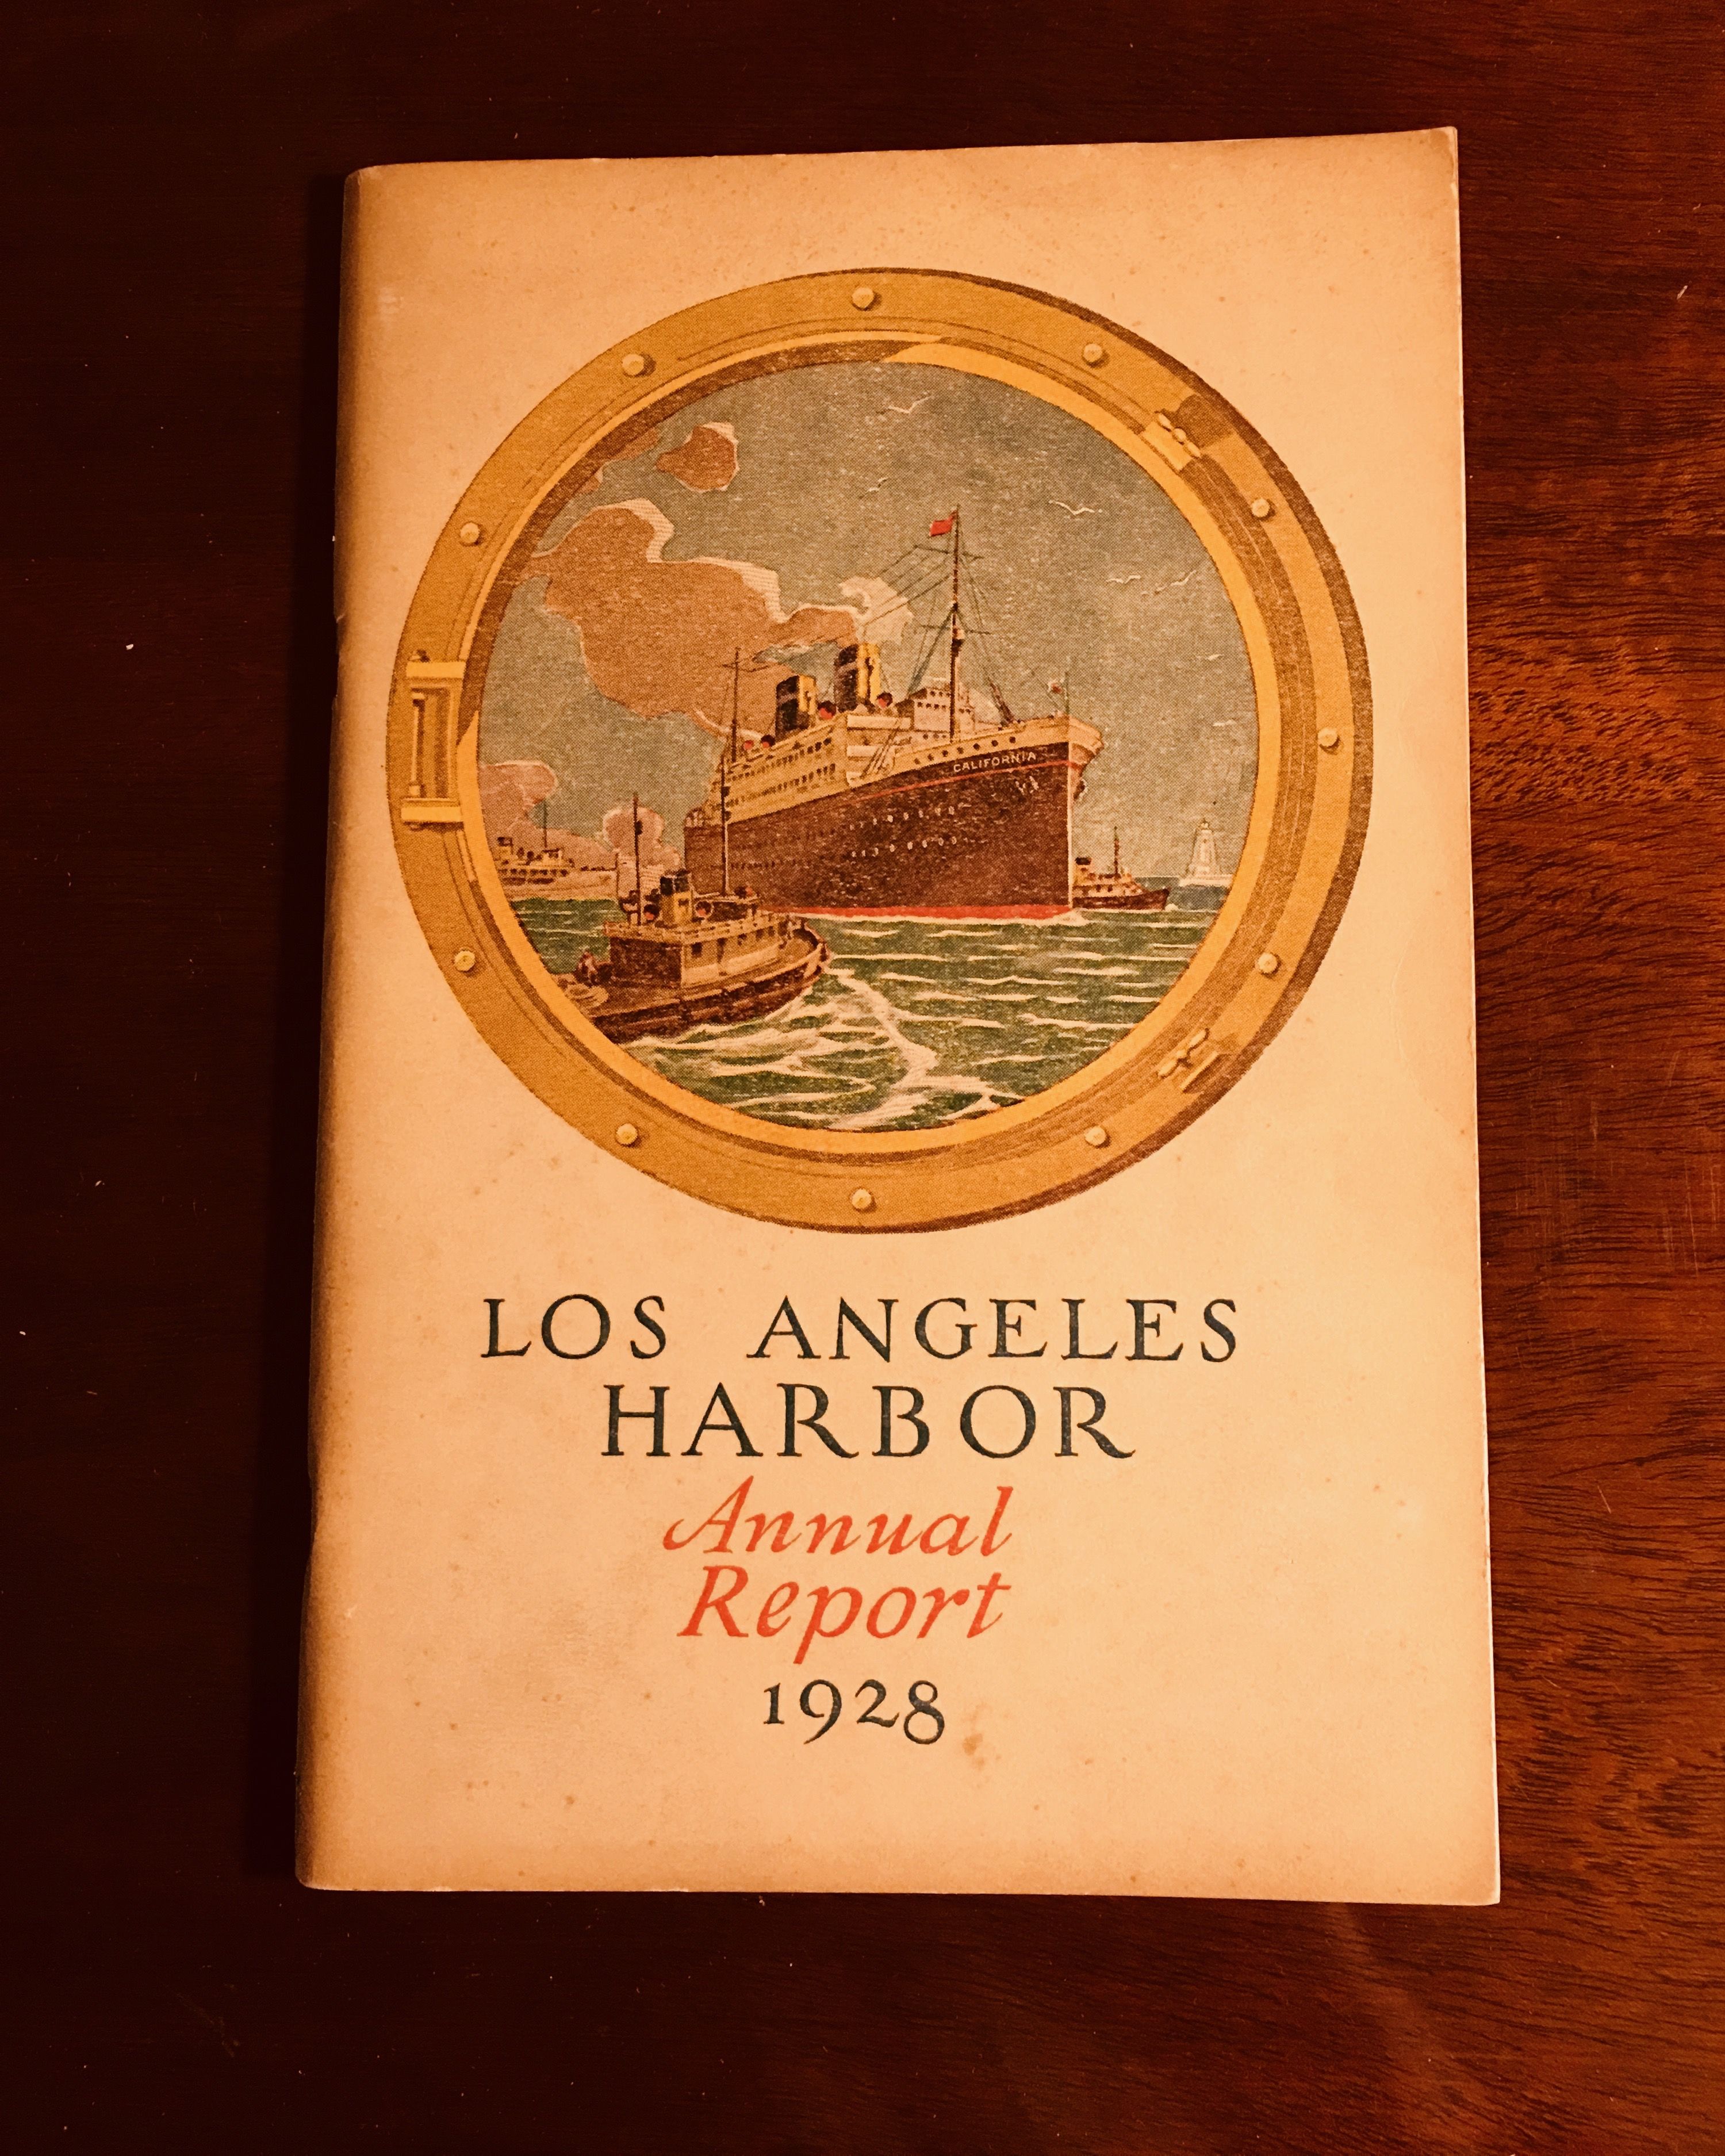 CALIFORNIA
LOS ANGELES
HARBOR
Annual
Report
1928